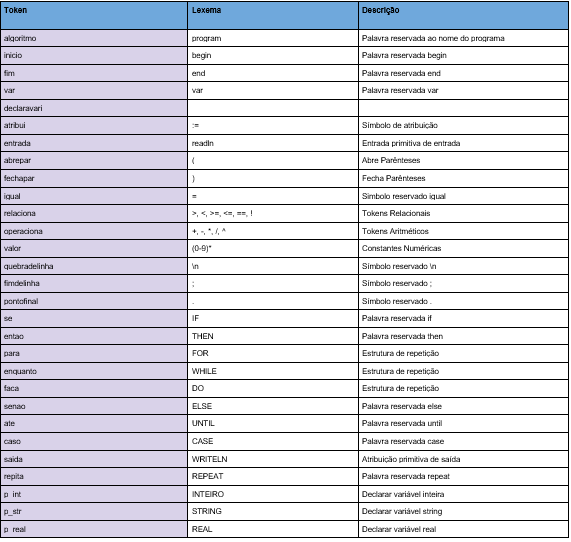 Token Lexema Descrição
algoritmo program Palavra reservada ao nome do programa
inicio begin Palavra reservada begin
fim end Palavra reservada end
var var Palavra reservada var
declaravari
atribui := Símbolo de atribuição
entrada readln Entrada primitiva de entrada
abrepar ( Abre Parênteses
fechapar ) Fecha Parênteses
igual = Simbolo reservado igual
relaciona >, <, >=, <=, ==, ! Tokens Relacionais
operaciona +, -, *, /, ^ Tokens Aritméticos
valor (0-9)* Constantes Numéricas
quebradelinha \n Símbolo reservado \n
fimdelinha ; Símbolo reservado ;
pontofinal . Símbolo reservado .
se IF Palavra reservada if
entao THEN Palavra reservada then
para FOR Estrutura de repetição
enquanto WHILE Estrutura de repetição
faca DO Estrutura de repetição
senao ELSE Palavra reservada else
ate UNTIL Palavra reservada until
caso CASE Palavra reservada case
saida WRITELN Atribuição primitiva de saída
repita REPEAT Palavra reservada repeat
p_int INTEIRO Declarar variável inteira
p_str STRING Declarar variável string
p_real REAL Declarar variável real